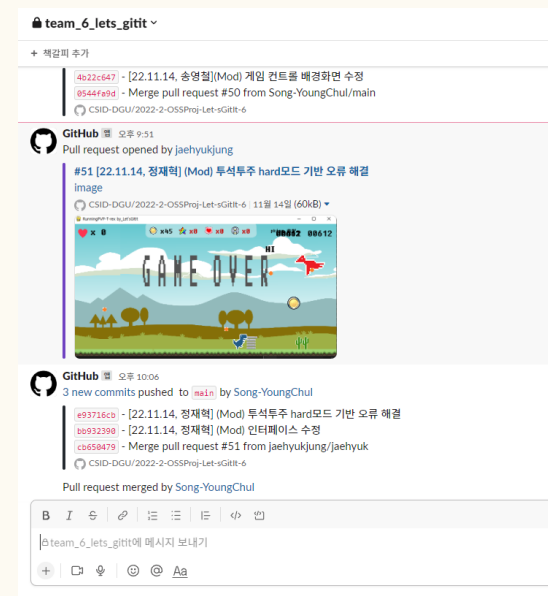 team_6_lets_gitit
+ 책갈피 추가
4b22c647 - [22.11.14, 송영철](Mod) 게임 컨트롤 배경화면 수정
0544fa9d - Merge pull request #50 from Song-YoungChul/main
CSID-DGU/2022-2-OSSProj-Let-sGitIt-6
GitHub 앱 오후 9:51
Pull request opened by jaehyukjung
#51 [22.11.14, 정재혁] (Mod) 투석투주 hard모드 기반 오류 해결
image
CSID-DGU/2022-2-OSSProj-Let-sGitIt-6 | 11월 14일 (60kB)
x 0 x45 x0 x0 x0 00612
HI
GAME OVER
GitHub 앱 오후 10:06
3 new commits pushed to main by Song-YoungChul
e93716cb - [22.11.14, 정재혁] (Mod) 투석투주 hard모드 기반 오류 해결
bb932390 - [22.11.14, 정재혁] (Mod) 인터페이스 수정
cb650479 - Merge pull request #51 from jaehyukjung/jaehyuk
CSID-DGU/2022-2-OSSProj-Let-sGitIt-6
Pull request merged by Song-YoungChul
B I S
team_6_lets_gitit에 메시지 보내기
+ @ Aa